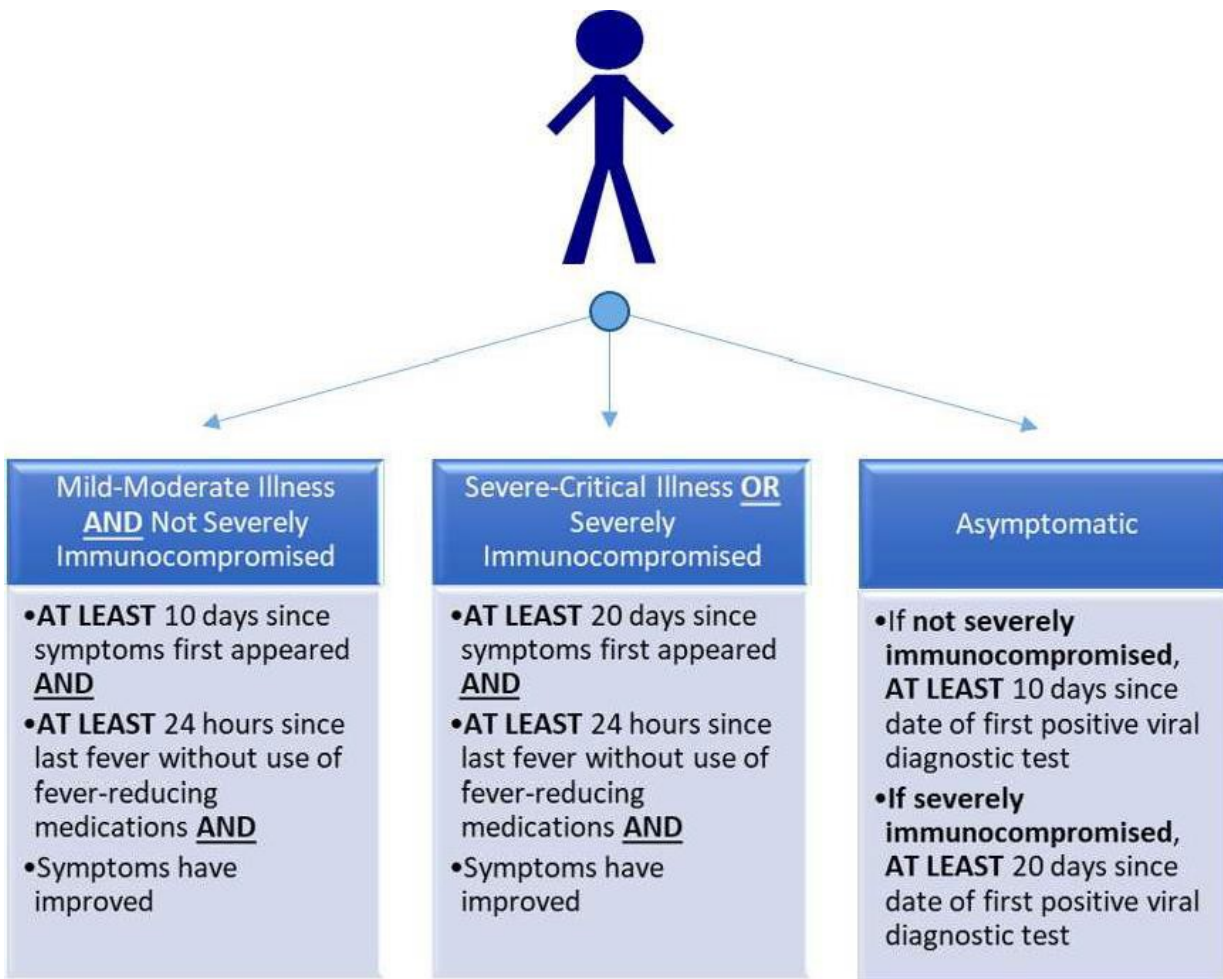 Mild-Moderate Illness
AND Not Severely
Immunocompromised
•AT LEAST 10 days since
symptoms first appeared
AND
•AT LEAST 24 hours since
last fever without use of
fever-reducing
medications AND
•Symptoms have
improved
Severe-Critical Illness OR
Severely
Immunocompromised
•AT LEAST 20 days since
symptoms first appeared
AND
•AT LEAST 24 hours since
last fever without use of
fever-reducing
medications AND
•Symptoms have
improved
Asymptomatic
•If not severely
immunocompromised,
AT LEAST 10 days since
date of first positive viral
diagnostic test
•If severely
immunocompromised,
AT LEAST 20 days since
date of first positive viral
diagnostic test